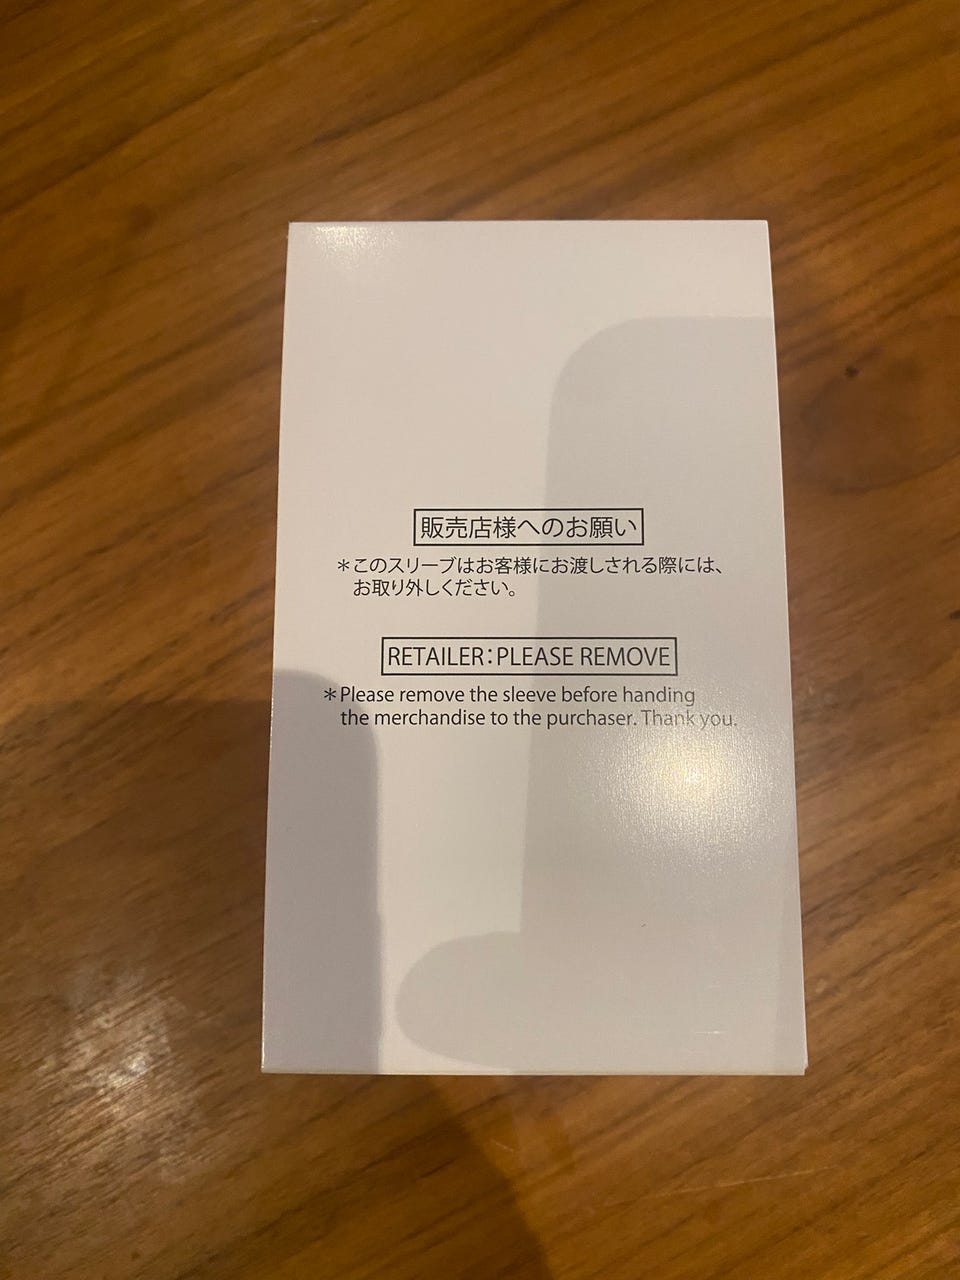 販売店様へのお願い
＊このスリーブはお客様にお渡しされる際には、
お取り外しください。
RETAILER:PLEASE REMOVE
＊Please remove the sleeve before handing
the merchandise to the purchaser. Thank you.